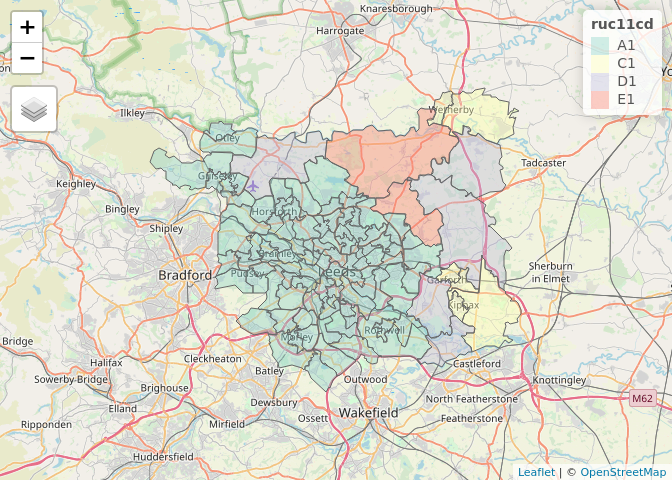 +
−
ruc11cd
A1
C1
D1
E1
Knaresborough
Harrogate
Wetherby
Ilkley
Otley
Tadcaster
Guiseley
Keighley
Bingley
Horsforth
Shipley
Bramley
Leeds
Sherburn
in Elmet
Bradford
Pudsey
Garforth
Kippax
Rothwell
Morley
Bridge
Halifax
Cleckheaton
Batley
Castleford
Sowerby Bridge
Outwood
Knottingley
Brighouse
M62
Elland
Dewsbury
North Featherstone
Ossett
Wakefield
Featherstone
Ripponden
Mirfield
Huddersfield
Leaflet | © OpenStreetMap